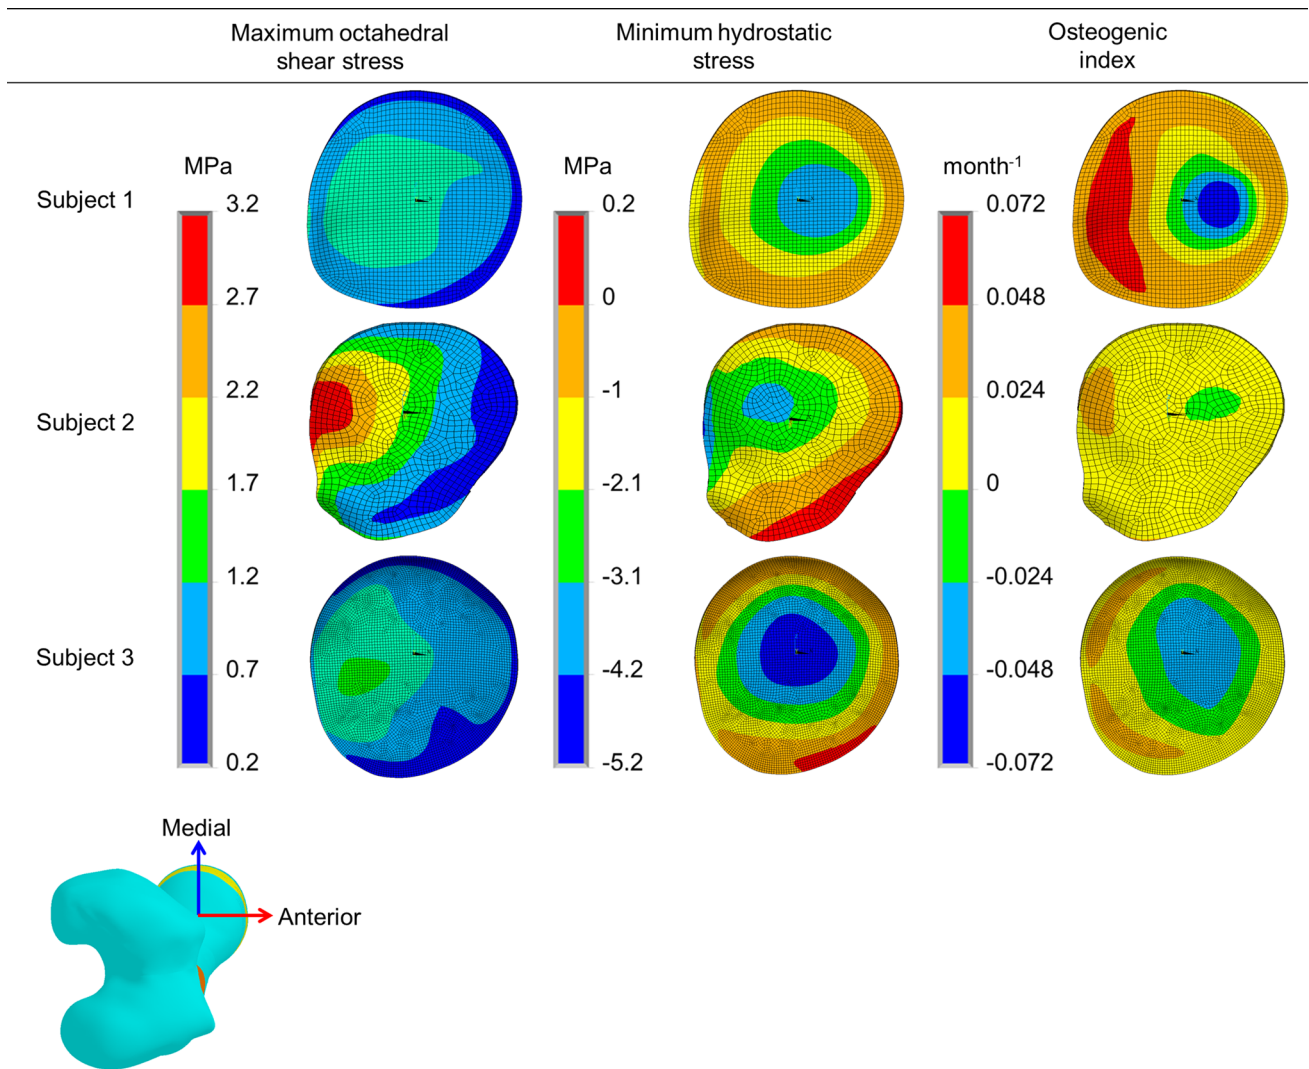 Maximum octahedral
shear stress
Minimum hydrostatic
stress
Osteogenic
index
Subject 1
Subject 2
Subject 3
MPa
3.2
2.7
2.2
1.7
1.2
0.7
0.2
MPa
0.2
0
-1
-2.1
-3.1
-4.2
-5.2
month⁻¹
0.072
0.048
0.024
0
-0.024
-0.048
-0.072
Medial
Anterior